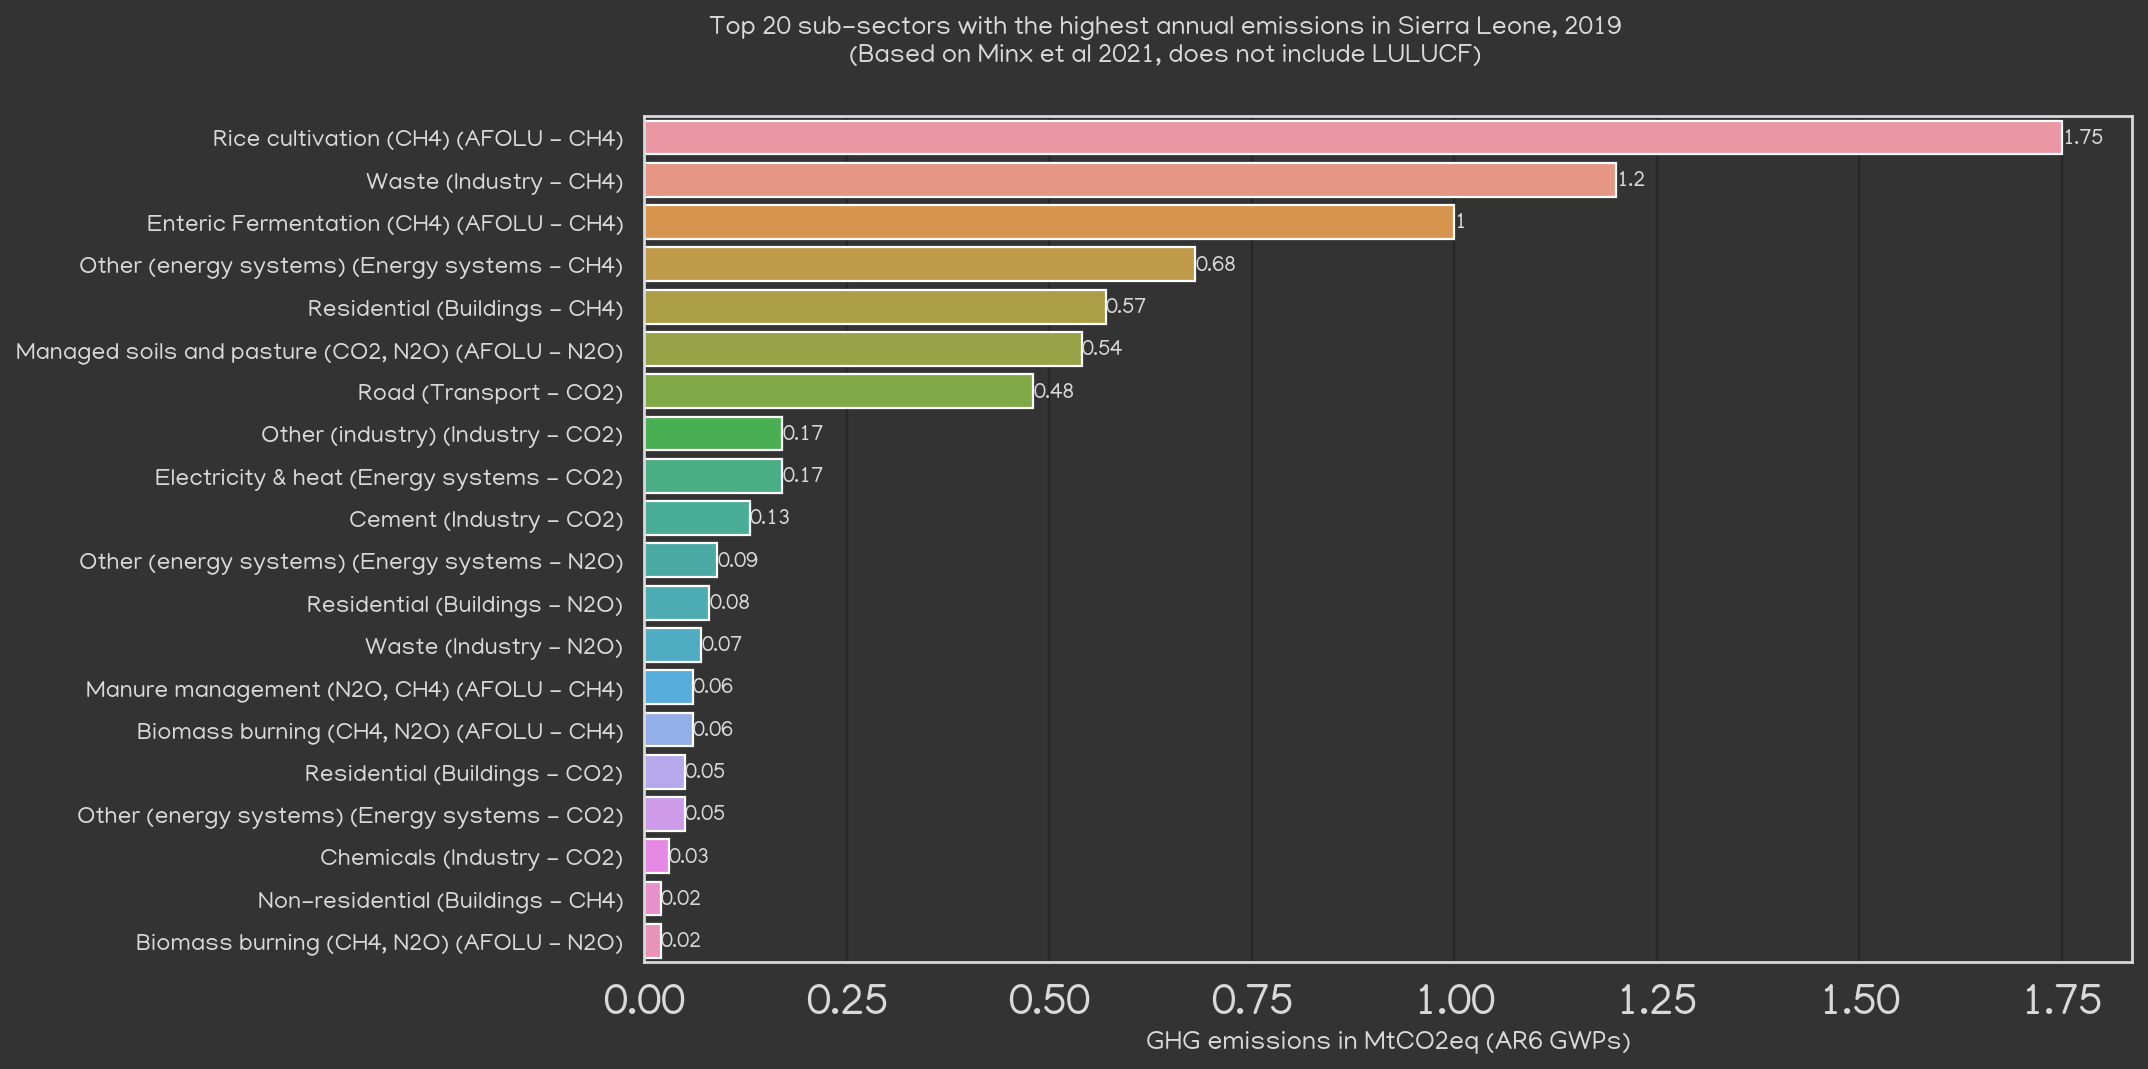 Top 20 sub-sectors with the highest annual emissions in Sierra Leone, 2019
(Based on Minx et al 2021, does not include LULUCF)
Rice cultivation (CH4) (AFOLU - CH4) 1.75
Waste (Industry - CH4) 1.2
Enteric Fermentation (CH4) (AFOLU - CH4) 1
Other (energy systems) (Energy systems - CH4) 0.68
Residential (Buildings - CH4) 0.57
Managed soils and pasture (CO2, N2O) (AFOLU - N2O) 0.54
Road (Transport - CO2) 0.48
Other (industry) (Industry - CO2) 0.17
Electricity & heat (Energy systems - CO2) 0.17
Cement (Industry - CO2) 0.13
Other (energy systems) (Energy systems - N2O) 0.09
Residential (Buildings - N2O) 0.08
Waste (Industry - N2O) 0.07
Manure management (N2O, CH4) (AFOLU - CH4) 0.06
Biomass burning (CH4, N2O) (AFOLU - CH4) 0.06
Residential (Buildings - CO2) 0.05
Other (energy systems) (Energy systems - CO2) 0.05
Chemicals (Industry - CO2) 0.03
Non-residential (Buildings - CH4) 0.02
Biomass burning (CH4, N2O) (AFOLU - N2O) 0.02
0.00 0.25 0.50 0.75 1.00 1.25 1.50 1.75
GHG emissions in MtCO2eq (AR6 GWPs)